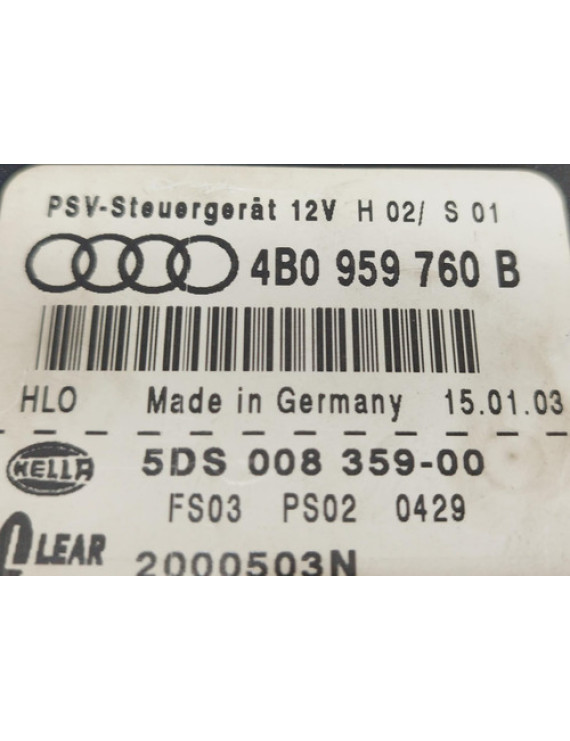 PSV-Steuergerät 12V H 02/ S 01
4B0 959 760 B
HLO Made in Germany 15.01.03
HELLA 5DS 008 359-00
FS03 PS02 0429
LEAR 2000503N